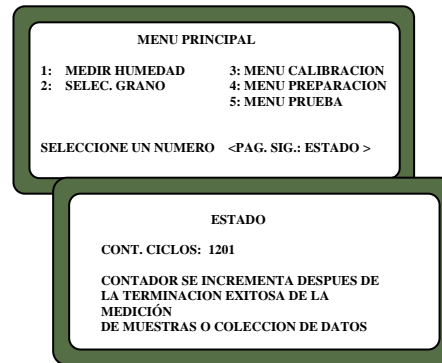 MENU PRINCIPAL
1: MEDIR HUMEDAD 3: MENU CALIBRACION
2: SELEC. GRANO 4: MENU PREPARACION
5: MENU PRUEBA
SELECCIONE UN NUMERO <PAG. SIG.: ESTADO >
ESTADO
CONT. CICLOS: 1201
CONTADOR SE INCREMENTA DESPUES DE
LA TERMINACION EXITOSA DE LA
MEDICIÓN
DE MUESTRAS O COLECCION DE DATOS